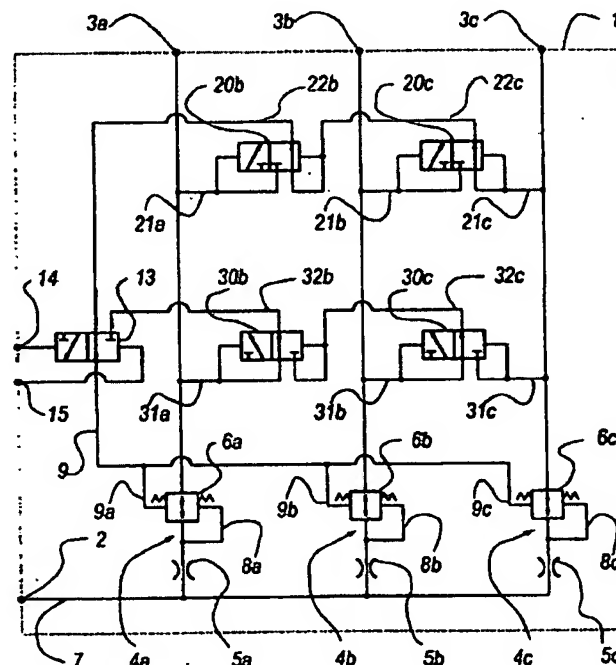 3a 3b 3c 1
20b 22b 20c 22c
21a 21b 21c
14 13 30b 32b 30c 32c
15 31a 31b 31c
9 6a 6b 6c
9a 9b 9c
2 8a 8b 8c
7 4a 5a 4b 5b 4c 5c